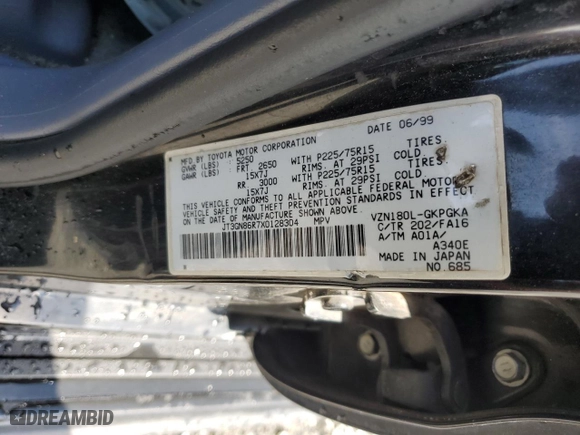 MFD BY TOYOTA MOTOR CORPORATION DATE 06/99
GVWR (LBS) : 5250
GAWR (LBS) : FRT 2650 WITH P225/75R15 TIRES.
15X7J RIMS. AT 29PSI COLD
RR. 3000 WITH P225/75R15 TIRES.
15X7J RIMS. AT 29PSI COLD
THIS VEHICLE CONFORMS TO ALL APPLICABLE FEDERAL MOTOR
VEHICLE SAFETY AND THEFT PREVENTION STANDARDS IN EFFECT
ON THE DATE OF MANUFACTURE SHOWN ABOVE.
JT3GN86R7X0128304 MPV
VZN180L-GKPGKA
C/TR 202/FA16
A/TM A01A/
A340E
MADE IN JAPAN
NO.685
©DREAMBID